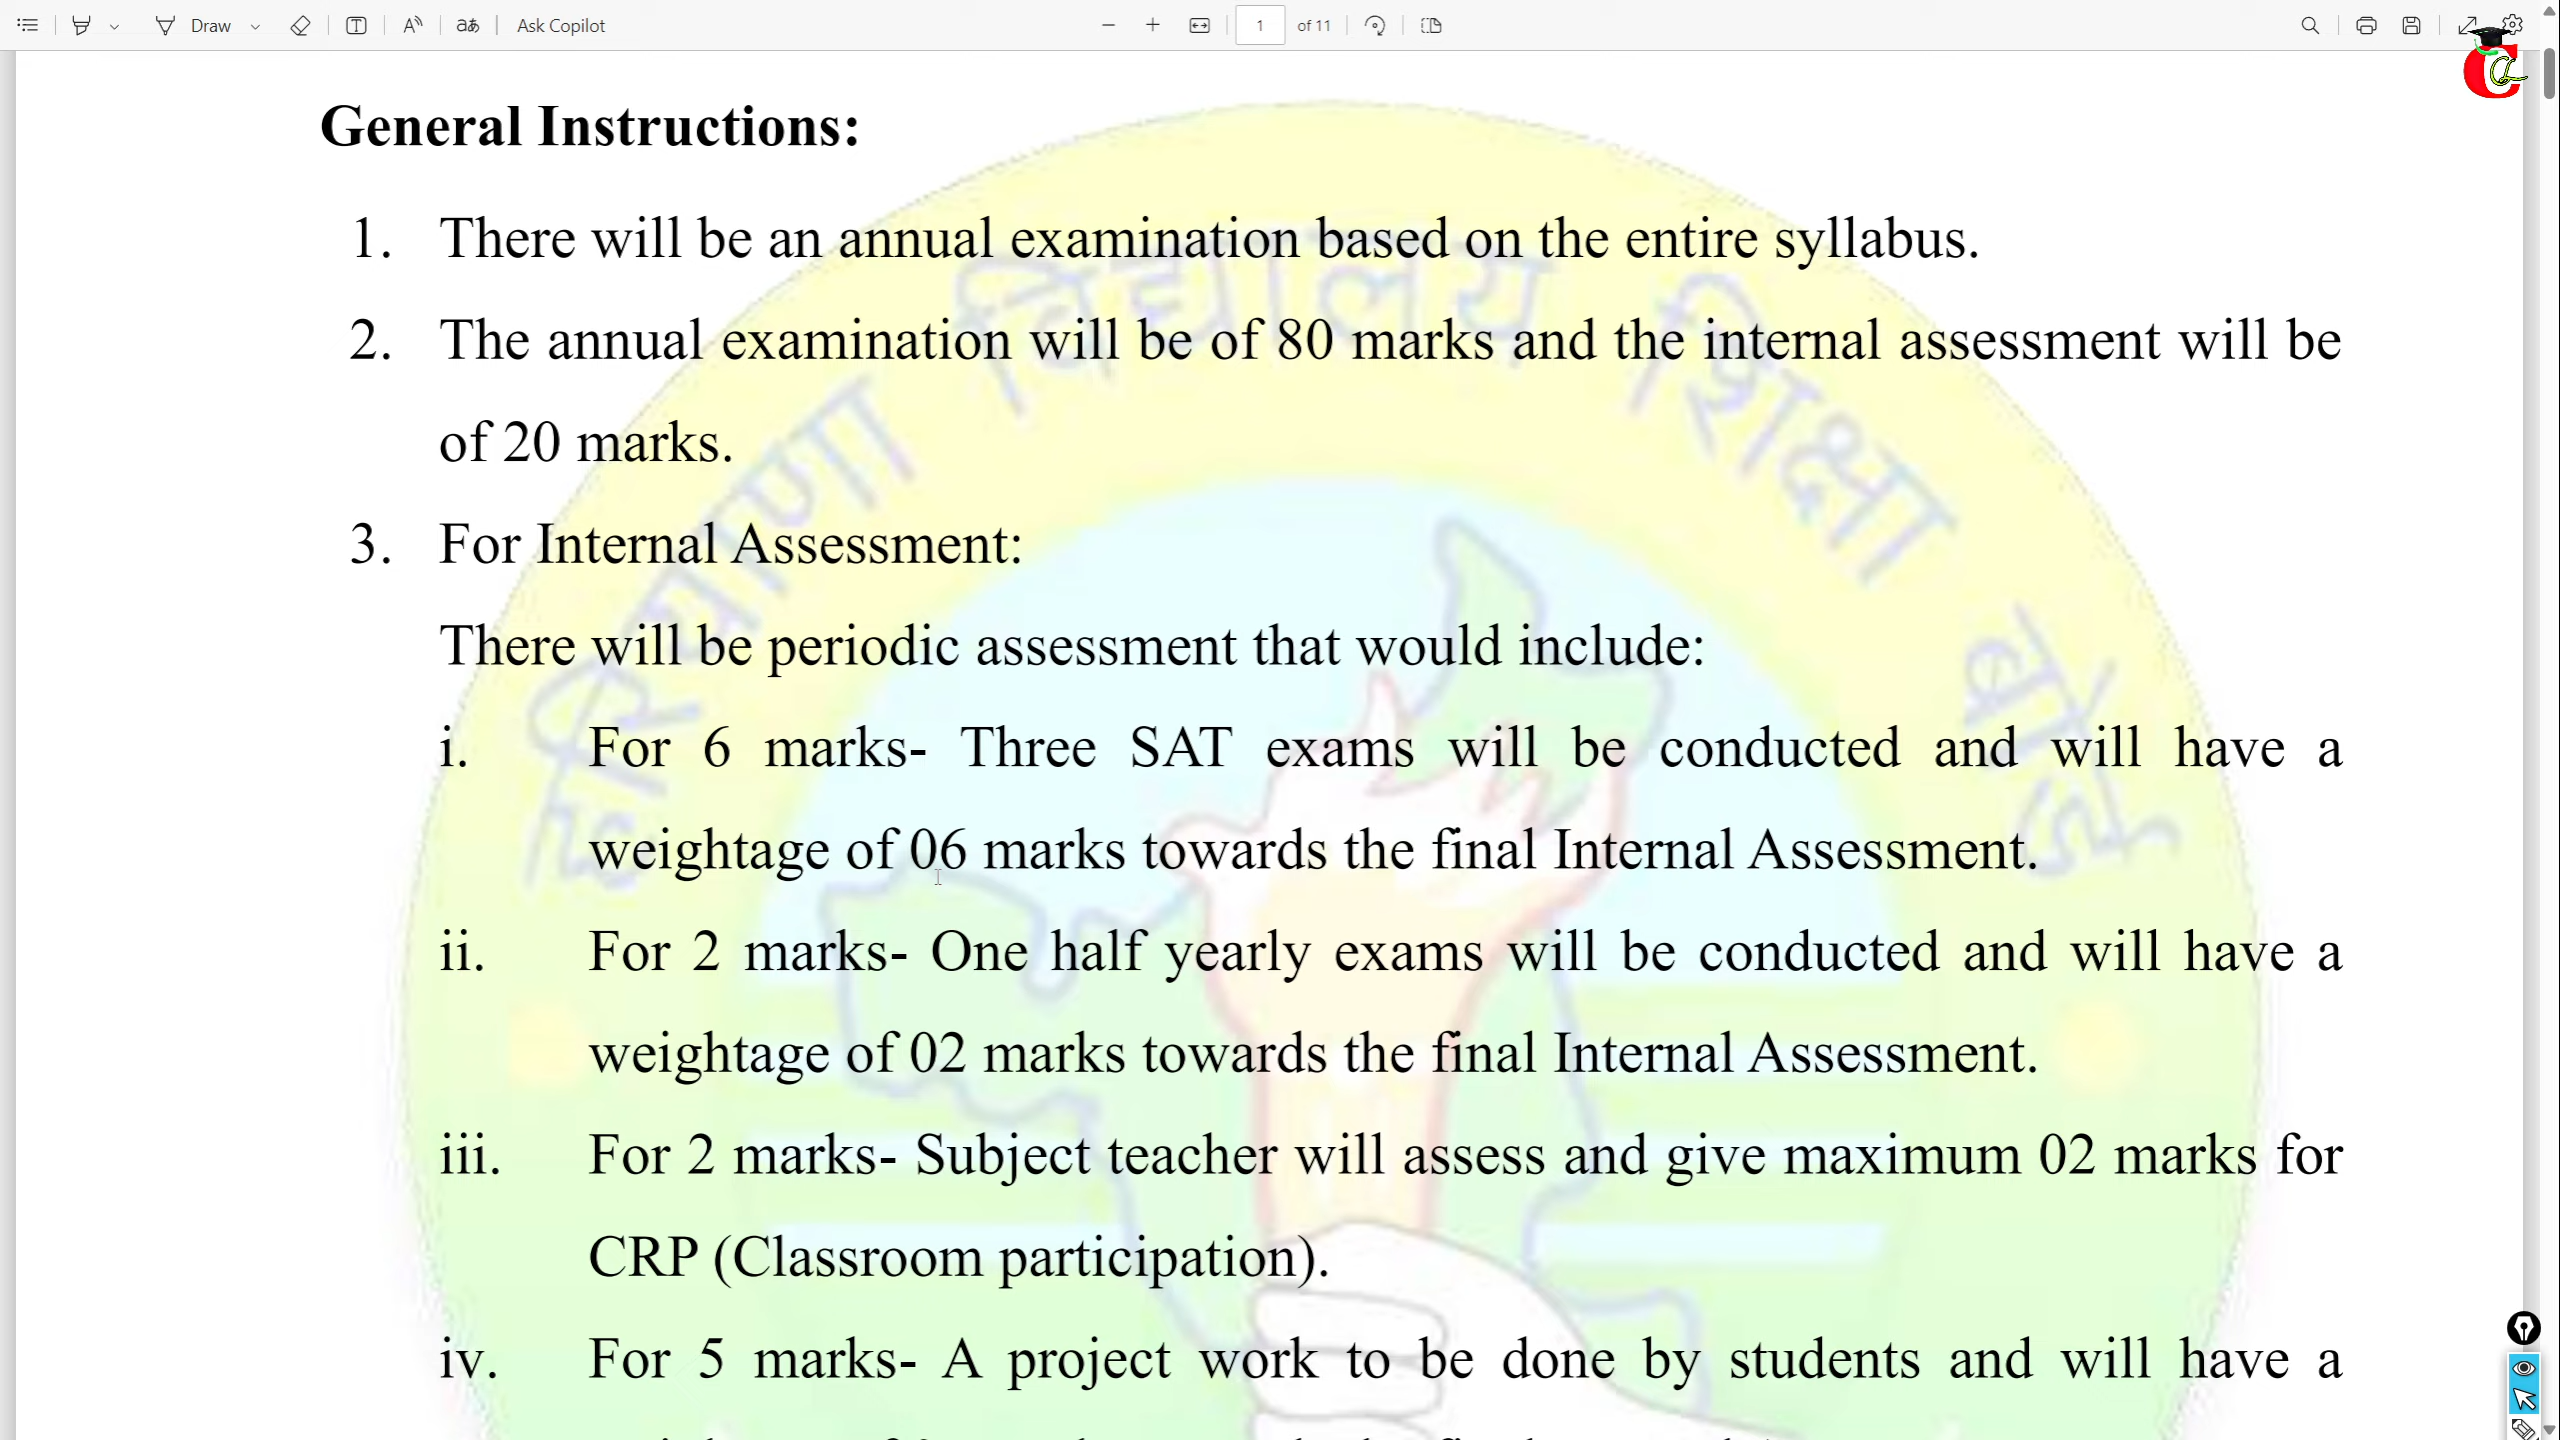 Draw
Ask Copilot
1 of 11
General Instructions:
1. There will be an annual examination based on the entire syllabus.
2. The annual examination will be of 80 marks and the internal assessment will be
of 20 marks.
3. For Internal Assessment:
There will be periodic assessment that would include:
i. For 6 marks- Three SAT exams will be conducted and will have a
weightage of 06 marks towards the final Internal Assessment.
ii. For 2 marks- One half yearly exams will be conducted and will have a
weightage of 02 marks towards the final Internal Assessment.
iii. For 2 marks- Subject teacher will assess and give maximum 02 marks for
CRP (Classroom participation).
iv. For 5 marks- A project work to be done by students and will have a
हरियाणा विद्यालय शिक्षा बोर्ड